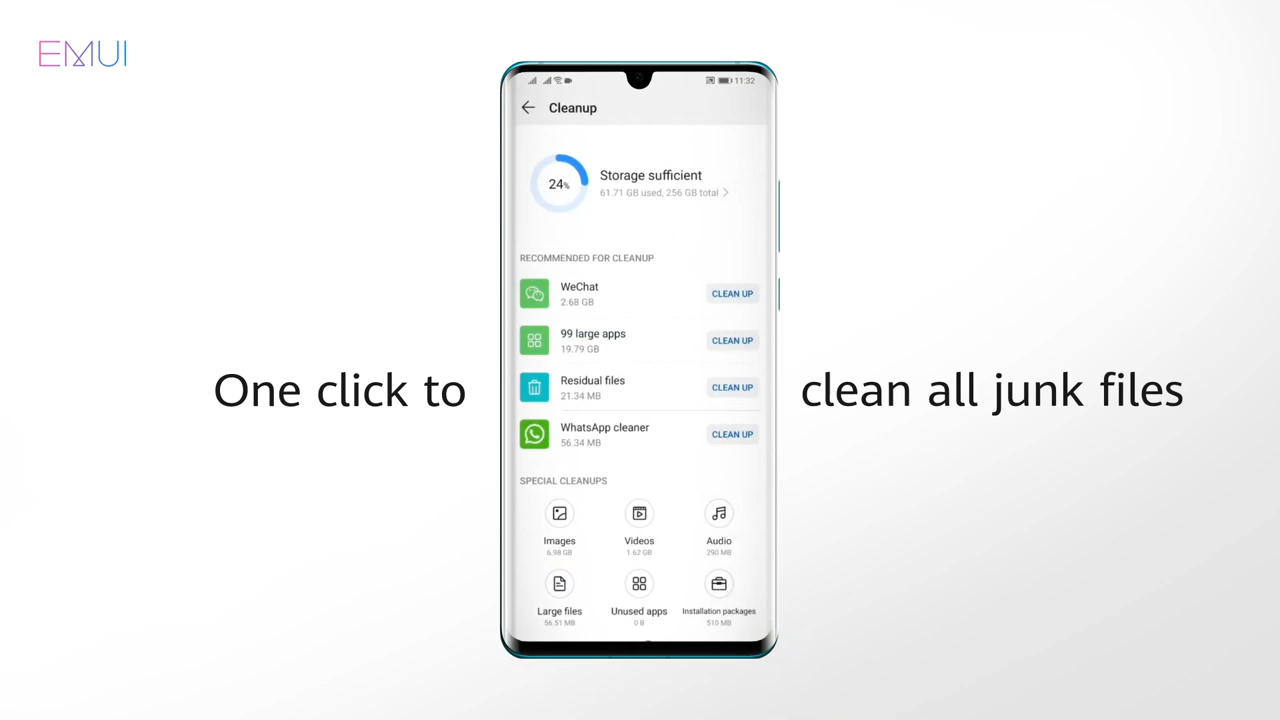 EMUI
11:32
Cleanup
24%
Storage sufficient
61.71 GB used, 256 GB total
RECOMMENDED FOR CLEANUP
WeChat
2.68 GB
CLEAN UP
99 large apps
19.79 GB
CLEAN UP
Residual files
21.34 MB
CLEAN UP
WhatsApp cleaner
56.34 MB
CLEAN UP
One click to
clean all junk files
SPECIAL CLEANUPS
Images
6.98 GB
Videos
1.62 GB
Audio
290 MB
Large files
56.51 MB
Unused apps
0 B
Installation packages
510 MB